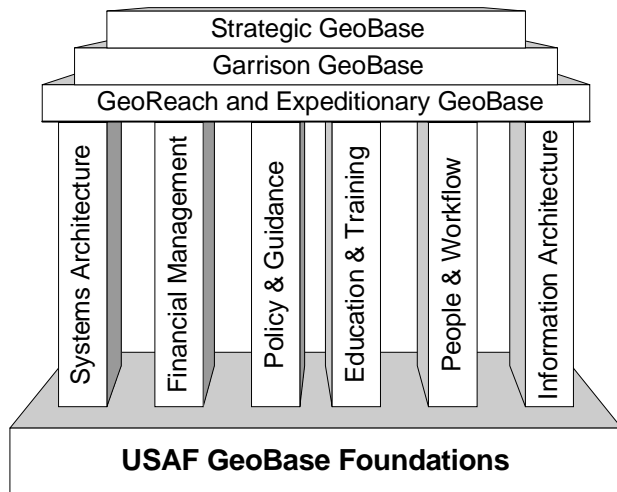 Strategic GeoBase
Garrison GeoBase
GeoReach and Expeditionary GeoBase
Systems Architecture
Financial Management
Policy & Guidance
Education & Training
People & Workflow
Information Architecture
USAF GeoBase Foundations